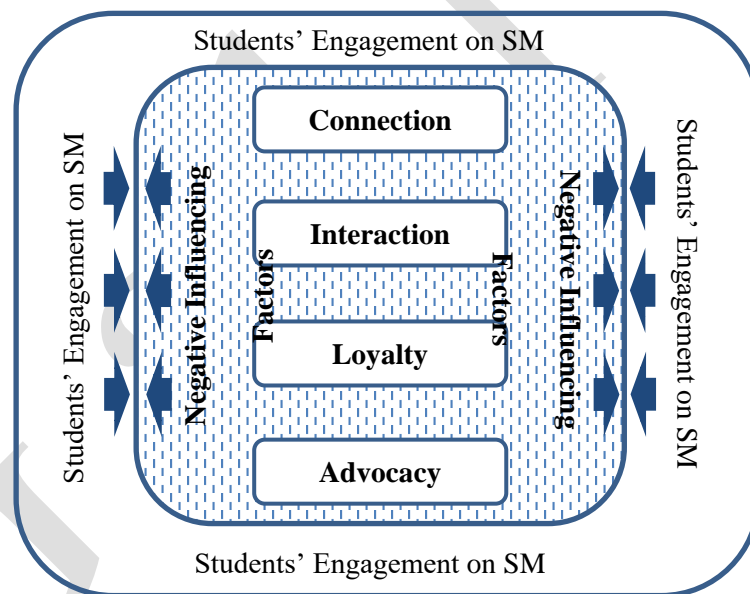 Students’ Engagement on SM
Connection
Interaction
Loyalty
Advocacy
Students’ Engagement on SM
Negative Influencing
Factors
Factors
Negative Influencing
Students’ Engagement on SM
Students’ Engagement on SM